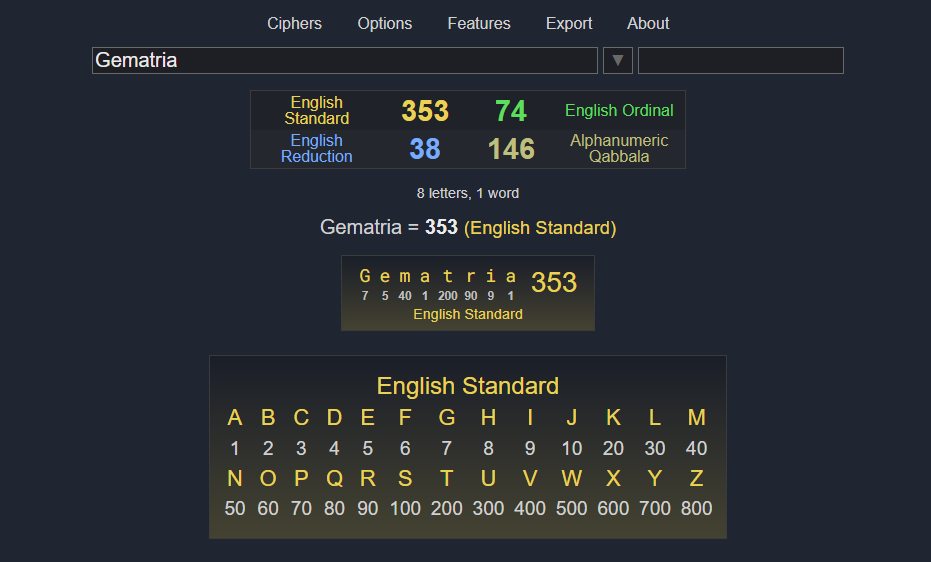 Ciphers Options Features Export About
Gematria ▼
English Standard 353 74 English Ordinal
English Reduction 38 146 Alphanumeric Qabbala
8 letters, 1 word
Gematria = 353 (English Standard)
G e m a t r i a 353
7 5 40 1 200 90 9 1
English Standard
English Standard
A B C D E F G H I J K L M
1 2 3 4 5 6 7 8 9 10 20 30 40
N O P Q R S T U V W X Y Z
50 60 70 80 90 100 200 300 400 500 600 700 800